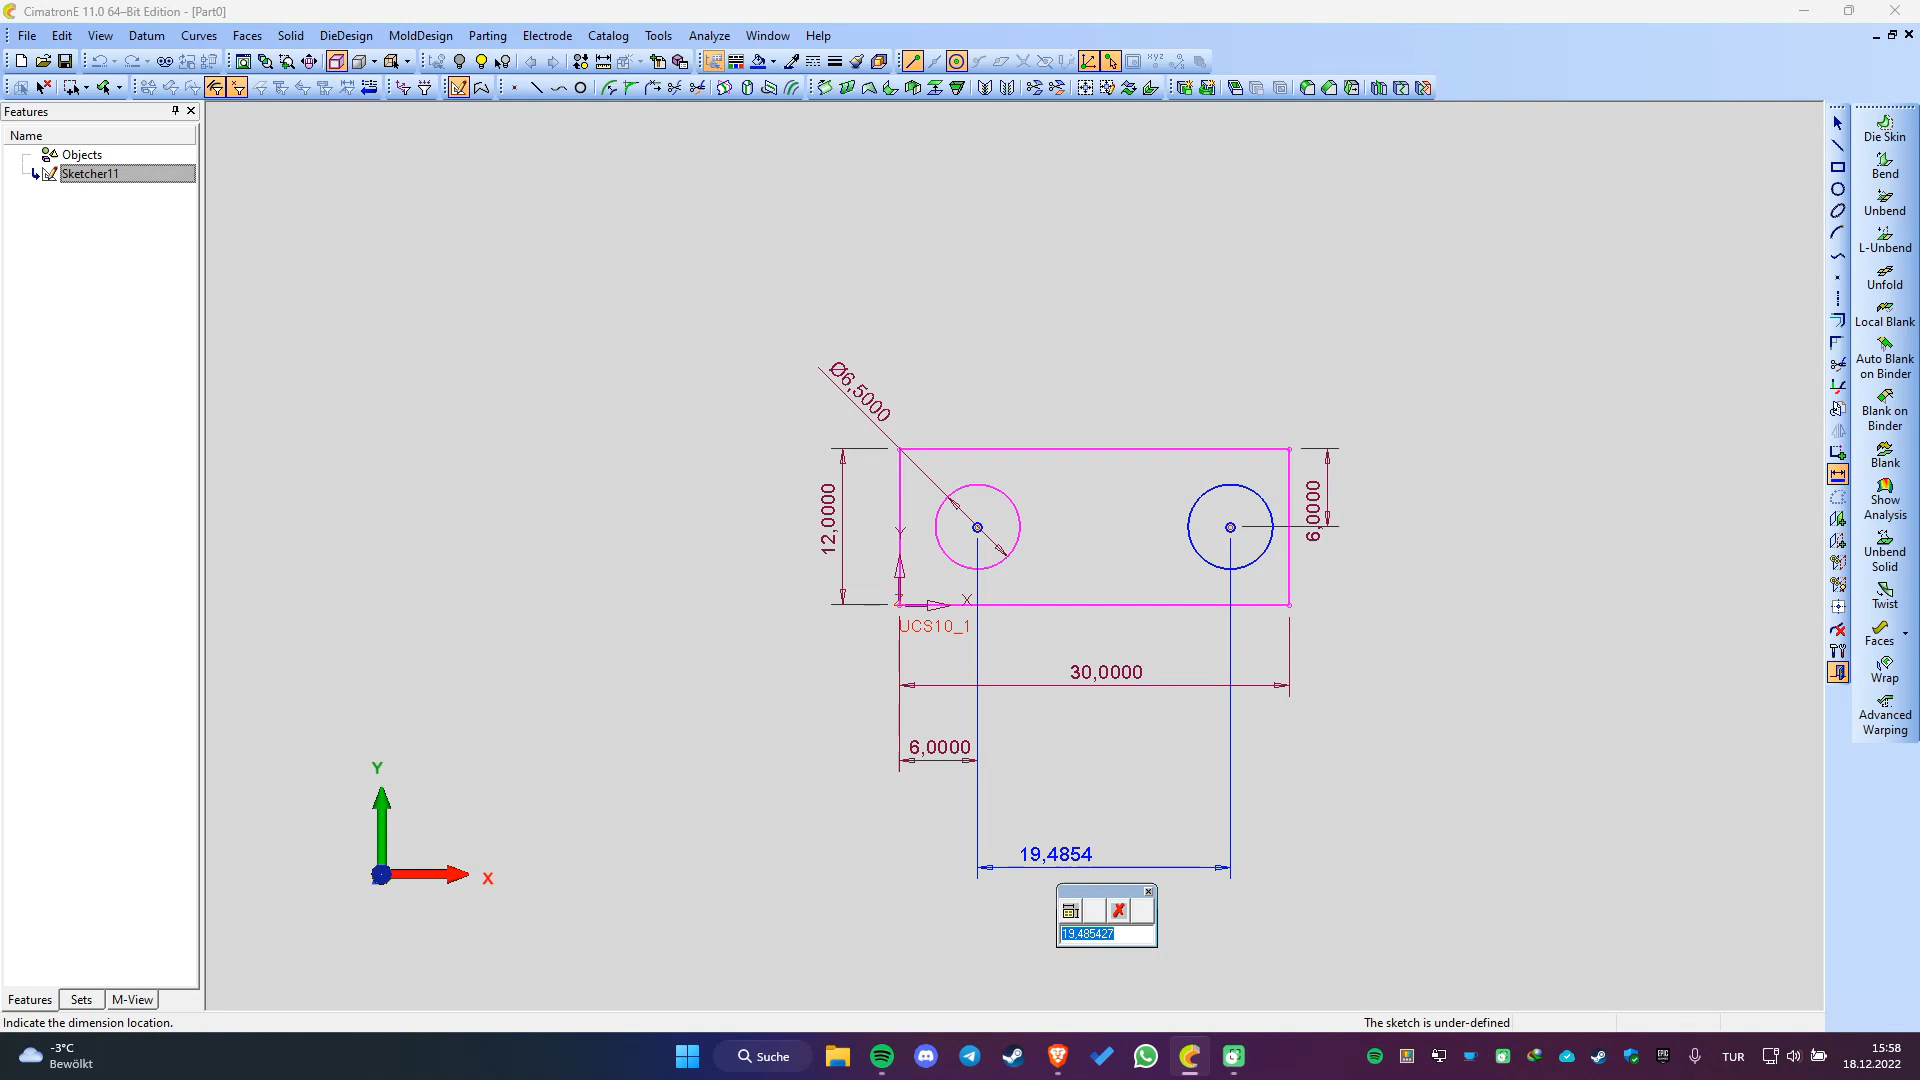 CimatronE 11.0 64–Bit Edition - [Part0]
File Edit View Datum Curves Faces Solid DieDesign MoldDesign Parting Electrode Catalog Tools Analyze Window Help
Features
Name
Objects
Sketcher11
Ø6,5000
12,0000
6,0000
Y
X
UCS10_1
30,0000
6,0000
19,4854
19,485427
Y
X
Die Skin
Bend
Unbend
L-Unbend
Unfold
Local Blank
Auto Blank
on Binder
Blank on
Binder
Blank
Show
Analysis
Unbend
Solid
Twist
Faces
Wrap
Advanced
Warping
Features Sets M-View
Indicate the dimension location.
The sketch is under-defined
-3°C
Bewölkt
Suche
TUR
15:58
18.12.2022